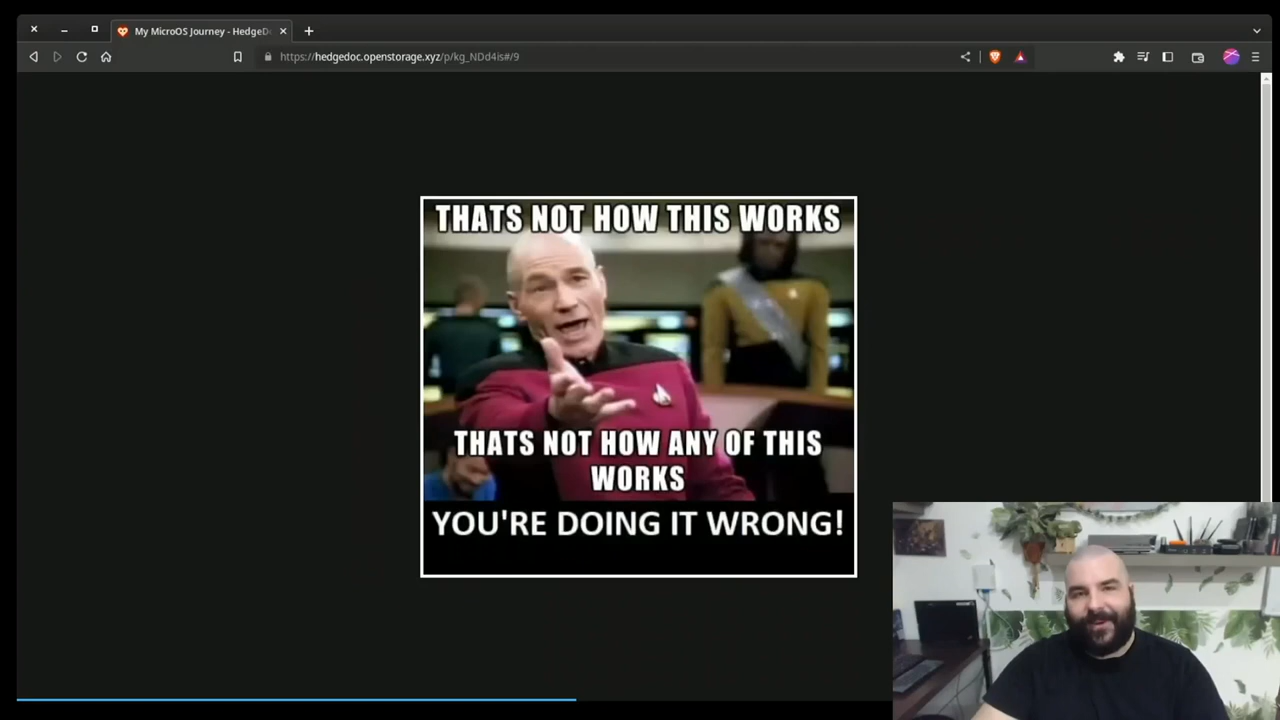 My MicroOS Journey - HedgeD
https://hedgedoc.openstorage.xyz/p/kg_NDd4is#/9
THATS NOT HOW THIS WORKS
THATS NOT HOW ANY OF THIS
WORKS
YOU'RE DOING IT WRONG!